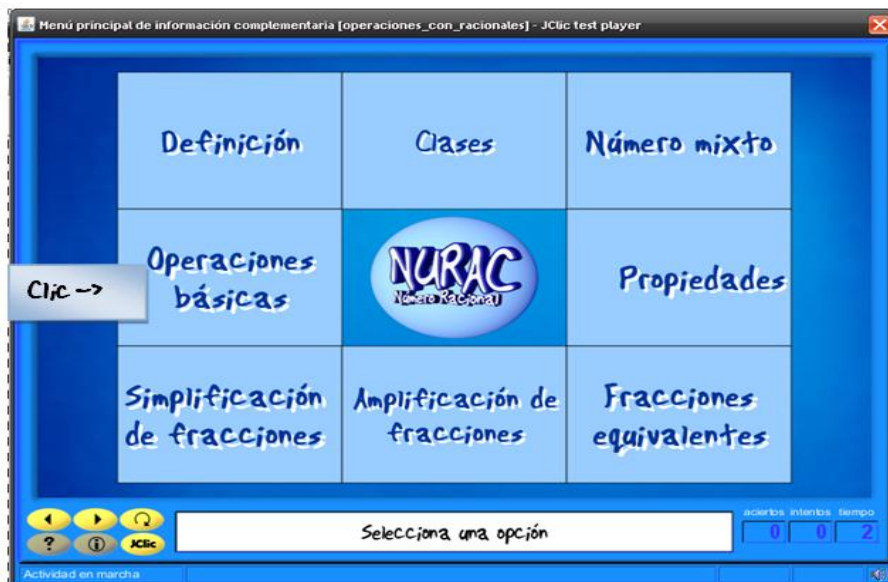 Menú principal de información complementaria [operaciones_con_racionales] - JClic test player
Definición
Clases
Número mixto
Operaciones
básicas
NURAC
Número Racional
Propiedades
Clic ->
Simplificación
de fracciones
Amplificación de
fracciones
Fracciones
equivalentes
Selecciona una opción
aciertos intentos tiempo
0 0 2
? i JClic
Actividad en marcha